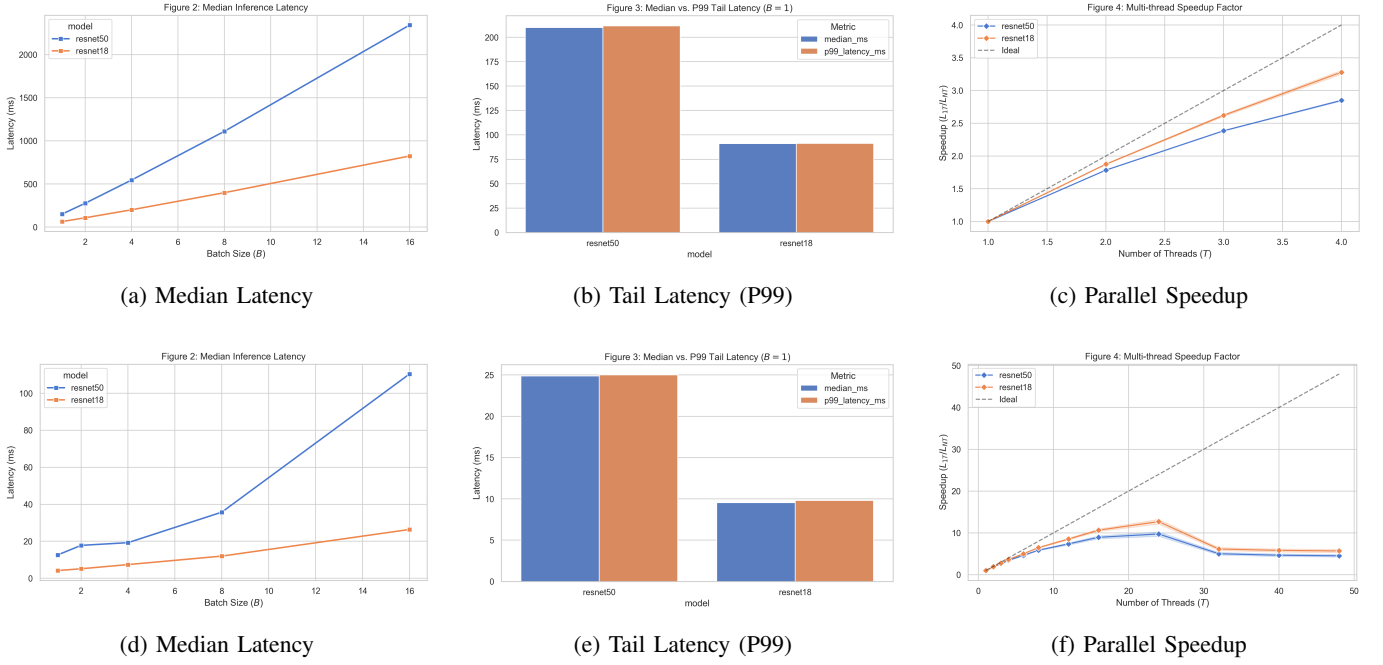 Figure 2: Median Inference Latency
model
resnet50
resnet18
Latency (ms)
2000
1500
1000
500
0
2 4 6 8 10 12 14 16
Batch Size (B)
(a) Median Latency
Figure 3: Median vs. P99 Tail Latency (B = 1)
Metric
median_ms
p99_latency_ms
Latency (ms)
200
175
150
125
100
75
50
25
0
resnet50 resnet18
model
(b) Tail Latency (P99)
Figure 4: Multi-thread Speedup Factor
resnet50
resnet18
Ideal
Speedup (L1T/LNT)
4.0
3.5
3.0
2.5
2.0
1.5
1.0
1.0 1.5 2.0 2.5 3.0 3.5 4.0
Number of Threads (T)
(c) Parallel Speedup
Figure 2: Median Inference Latency
model
resnet50
resnet18
Latency (ms)
100
80
60
40
20
0
2 4 6 8 10 12 14 16
Batch Size (B)
(d) Median Latency
Figure 3: Median vs. P99 Tail Latency (B = 1)
Metric
median_ms
p99_latency_ms
Latency (ms)
25
20
15
10
5
0
resnet50 resnet18
model
(e) Tail Latency (P99)
Figure 4: Multi-thread Speedup Factor
resnet50
resnet18
Ideal
Speedup (L1T/LNT)
50
40
30
20
10
0
0 10 20 30 40 50
Number of Threads (T)
(f) Parallel Speedup